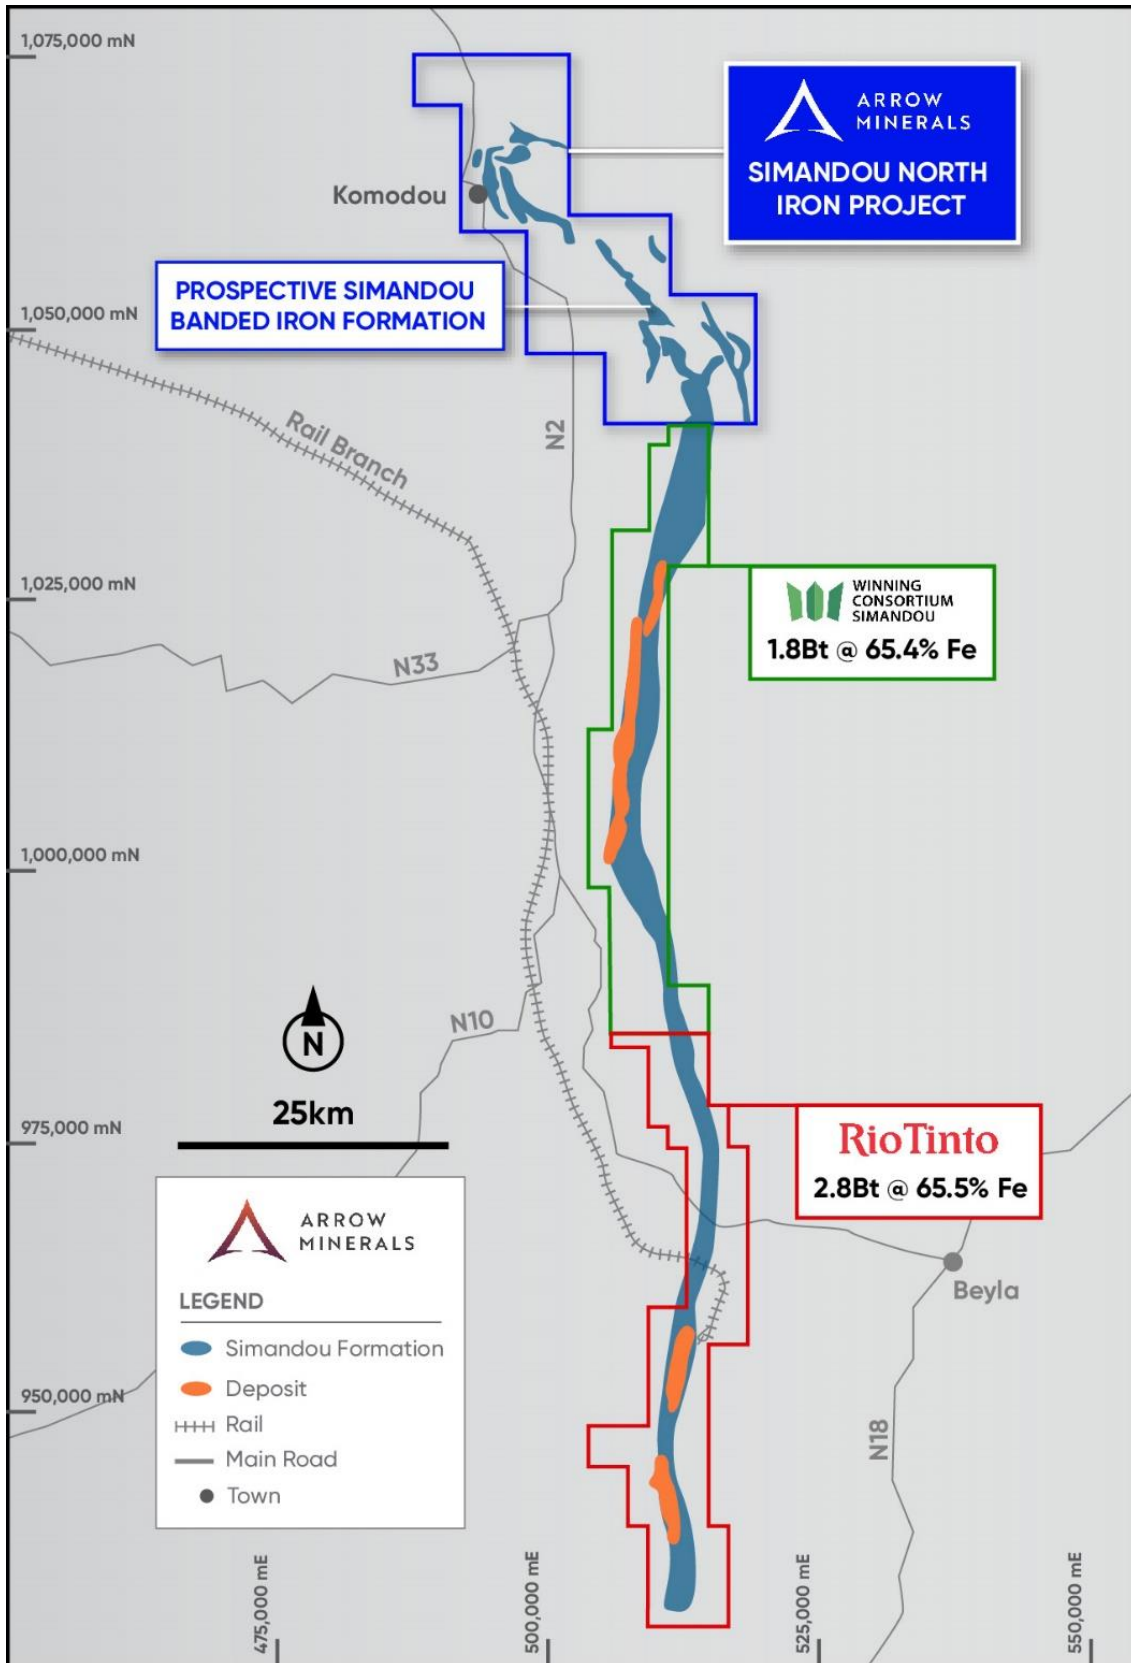 1,075,000 mN
ARROW
MINERALS
SIMANDOU NORTH
IRON PROJECT
Komodou
PROSPECTIVE SIMANDOU
BANDED IRON FORMATION
1,050,000 mN
Rail Branch
N2
1,025,000 mN
WINNING
CONSORTIUM
SIMANDOU
1.8Bt @ 65.4% Fe
N33
1,000,000 mN
N10
N
25km
975,000 mN
RioTinto
2.8Bt @ 65.5% Fe
ARROW
MINERALS
LEGEND
Simandou Formation
Deposit
Rail
Main Road
Town
Beyla
950,000 mN
N18
475,000 mE
500,000 mE
525,000 mE
550,000 mE